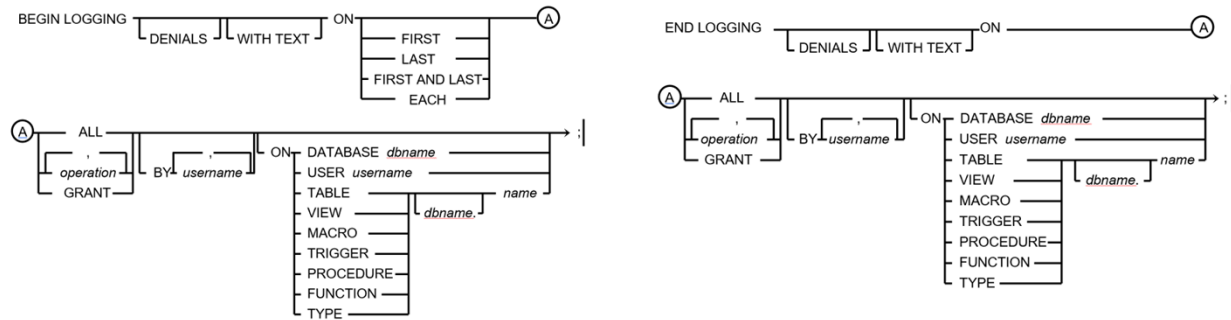 BEGIN LOGGING DENIALS WITH TEXT ON FIRST A
LAST
FIRST AND LAST
EACH
A ALL ;
, , ,
operation BY username ON DATABASE dbname
GRANT USER username
TABLE name
VIEW dbname.
MACRO
TRIGGER
PROCEDURE
FUNCTION
TYPE
END LOGGING DENIALS WITH TEXT ON A
A ALL ;
, , ,
operation BY username ON DATABASE dbname
GRANT USER username
TABLE name
VIEW dbname.
MACRO
TRIGGER
PROCEDURE
FUNCTION
TYPE